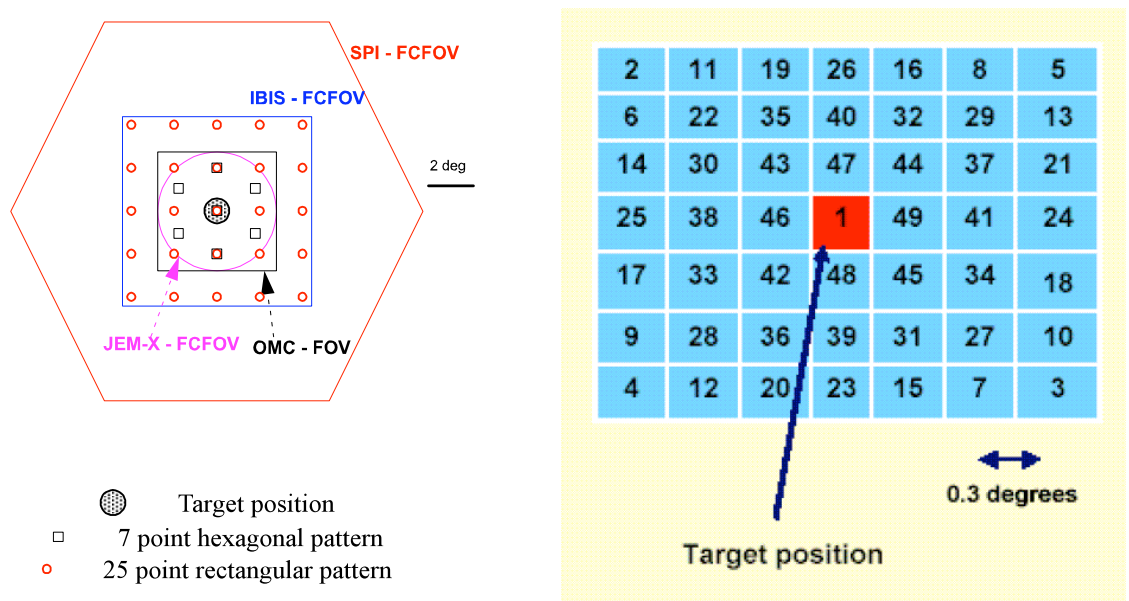 SPI - FCFOV
IBIS - FCFOV
2 deg
JEM-X - FCFOV
OMC - FOV
Target position
7 point hexagonal pattern
25 point rectangular pattern
2 11 19 26 16 8 5
6 22 35 40 32 29 13
14 30 43 47 44 37 21
25 38 46 1 49 41 24
17 33 42 48 45 34 18
9 28 36 39 31 27 10
4 12 20 23 15 7 3
0.3 degrees
Target position